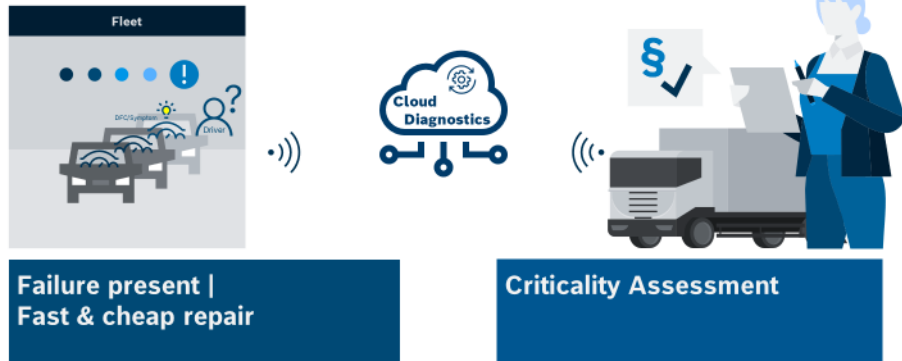 Fleet
!
?
DFC/Symptom
Driver
Cloud
Diagnostics
§
Failure present |
Fast & cheap repair
Criticality Assessment